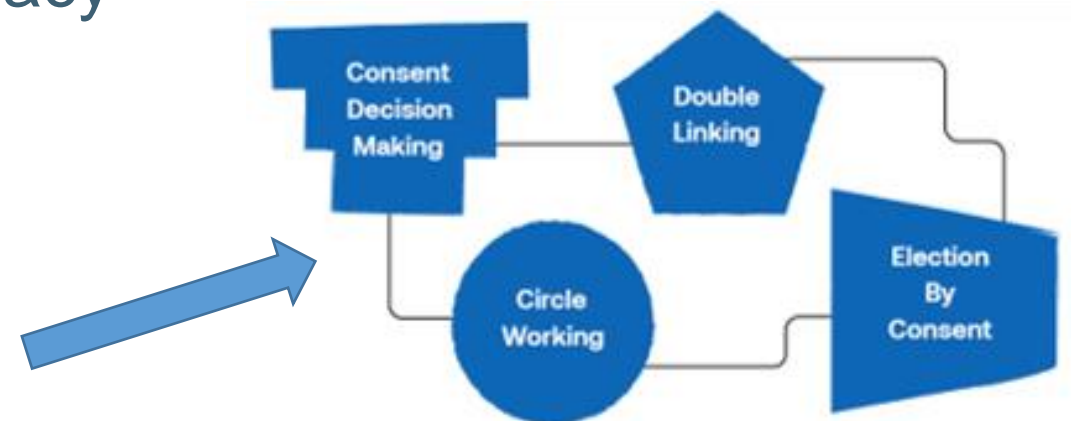 Consent
Decision
Making
Double
Linking
Circle
Working
Election
By
Consent